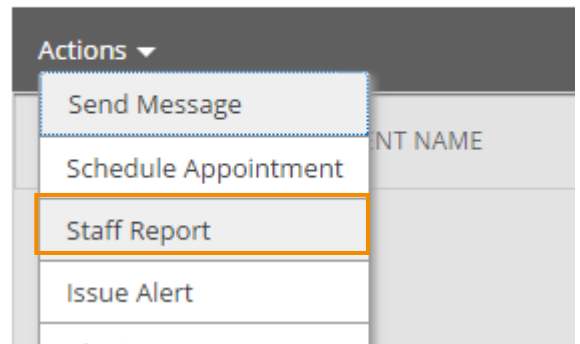 Actions
Send Message
NT NAME
Schedule Appointment
Staff Report
Issue Alert